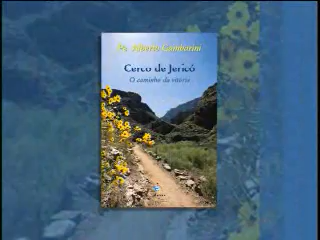 Pe. Alberto Gambarini
Cerco de Jericó
O caminho da vitória